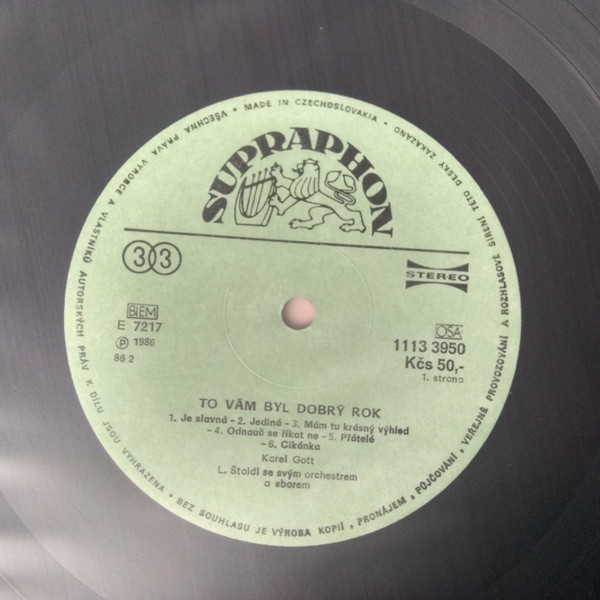 MADE IN CZECHOSLOVAKIA • ZAKÁZÁNO VEŘEJNÉ PROVOZOVÁNÍ A ROZHLASOVÉ ŠÍŘENÍ TÉTO DESKY
VŠECHNA PRÁVA VÝROBCE A VLASTNÍKŮ AUTORSKÝCH PRÁV K DÍLU JSOU VYHRAZENA •
BEZ SOUHLASU JE VÝROBA KOPIÍ, PRONÁJEM, PŮJČOVÁNÍ,
SUPRAPHON
33
STEREO
BIEM
E 7217
Ⓟ 1986
86 2
OSA
1113 3950
Kčs 50,-
1. strana
TO VÁM BYL DOBRÝ ROK
1. Je slavná – 2. Jediná – 3. Mám tu krásný výhled
– 4. Odnauč se říkat ne – 5. Přátelé
– 6. Cikánka
Karel Gott
L. Štaidl se svým orchestrem
a sborem